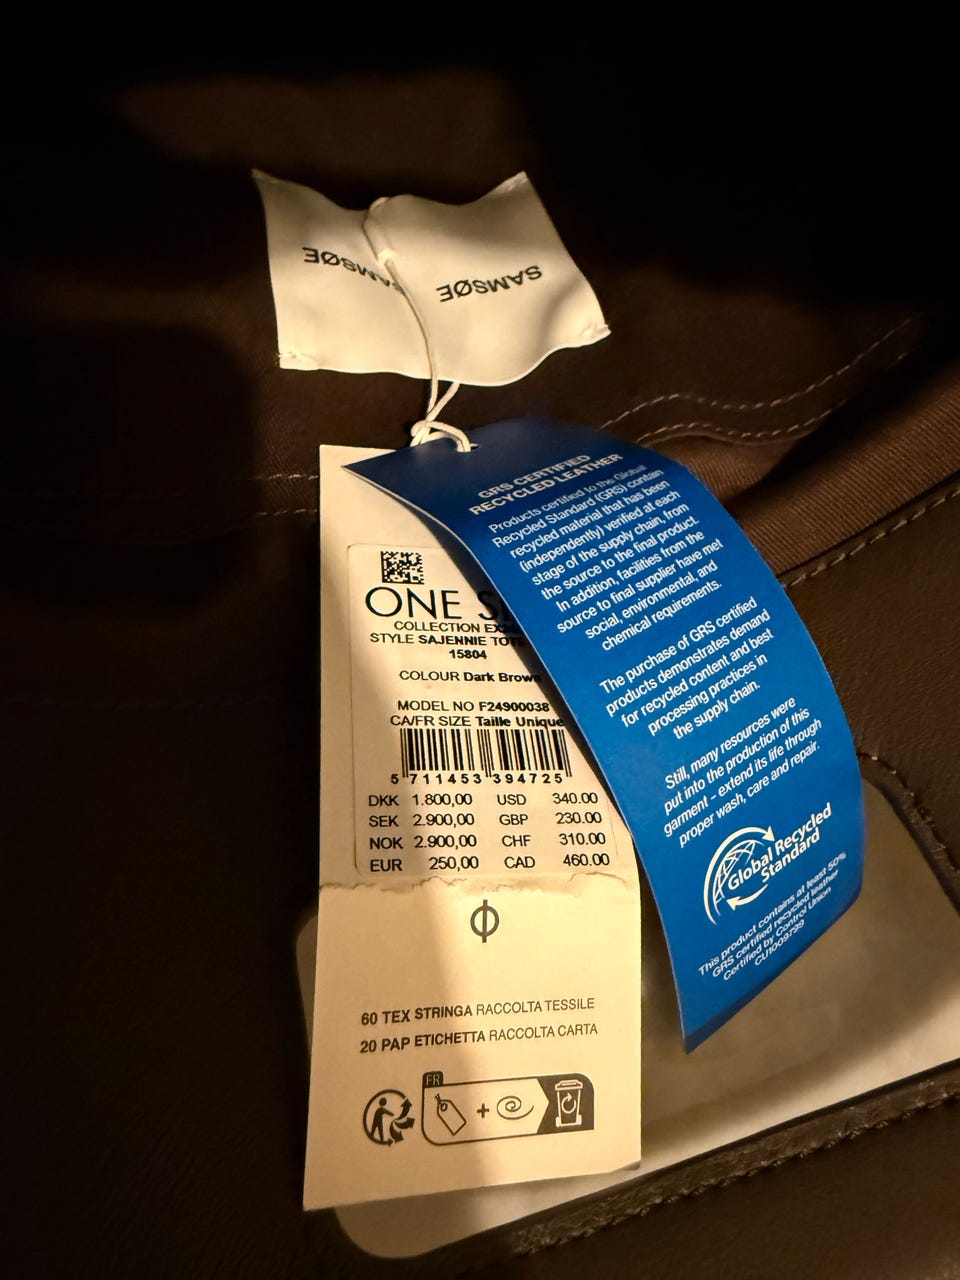 SAMSØE
SAMSØE
ONE
COLLECTION
STYLE SAJENNIE
15804
COLOUR Dark Brown
MODEL NO F24900038
CA/FR SIZE Taille Unique
5 711453 394725
DKK 1.800,00 USD 340.00
SEK 2.900,00 GBP 230.00
NOK 2.900,00 CHF 310.00
EUR 250,00 CAD 460.00
60 TEX STRINGA RACCOLTA TESSILE
20 PAP ETICHETTA RACCOLTA CARTA
FR
GRS CERTIFIED
RECYCLED LEATHER
Products certified to the Global
Recycled Standard (GRS) contain
recycled material that has been
(independently) verified at each
stage of the supply chain, from
the source to the final product.
In addition, facilities from the
source to final supplier have met
social, environmental, and
chemical requirements.
The purchase of GRS certified
products demonstrates demand
for recycled content and best
processing practices in
the supply chain.
Still, many resources were
put into the production of this
garment – extend its life through
proper wash, care and repair.
Global Recycled
Standard
This product contains at least 50%
GRS certified recycled leather
Certified by Control Union
CU1009799